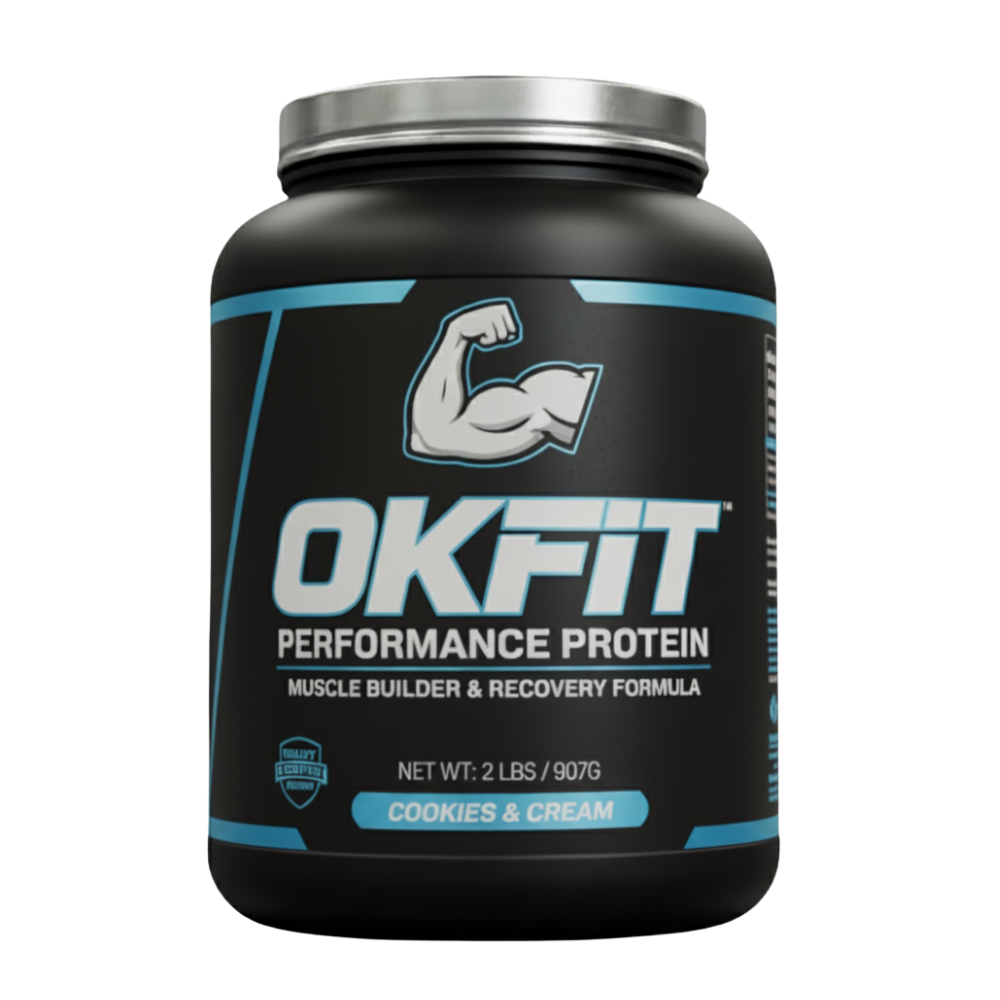 OKFiT™
PERFORMANCE PROTEIN
MUSCLE BUILDER & RECOVERY FORMULA
NET WT: 2 LBS / 907G
COOKIES & CREAM